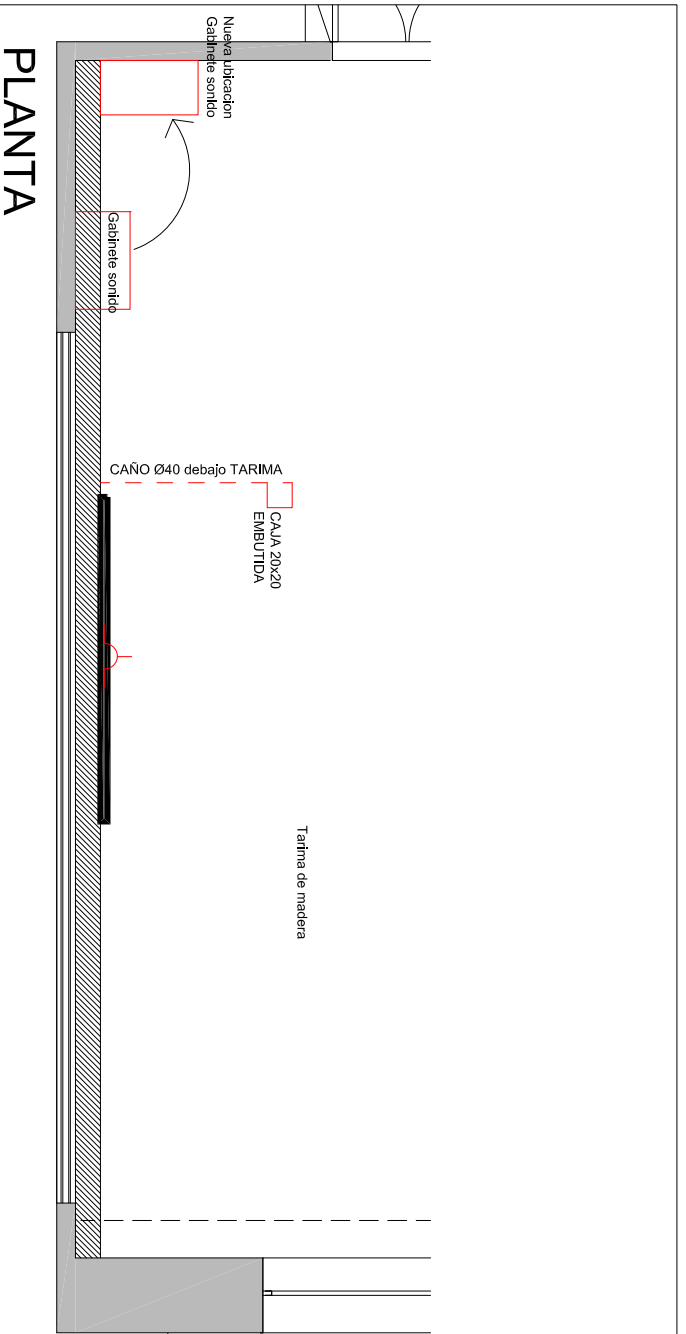 Nueva ubicacion
Gabinete sonido
PLANTA
Gabinete sonido
CAÑO Ø40 debajo TARIMA
CAJA 20x20
EMBUTIDA
Tarima de madera